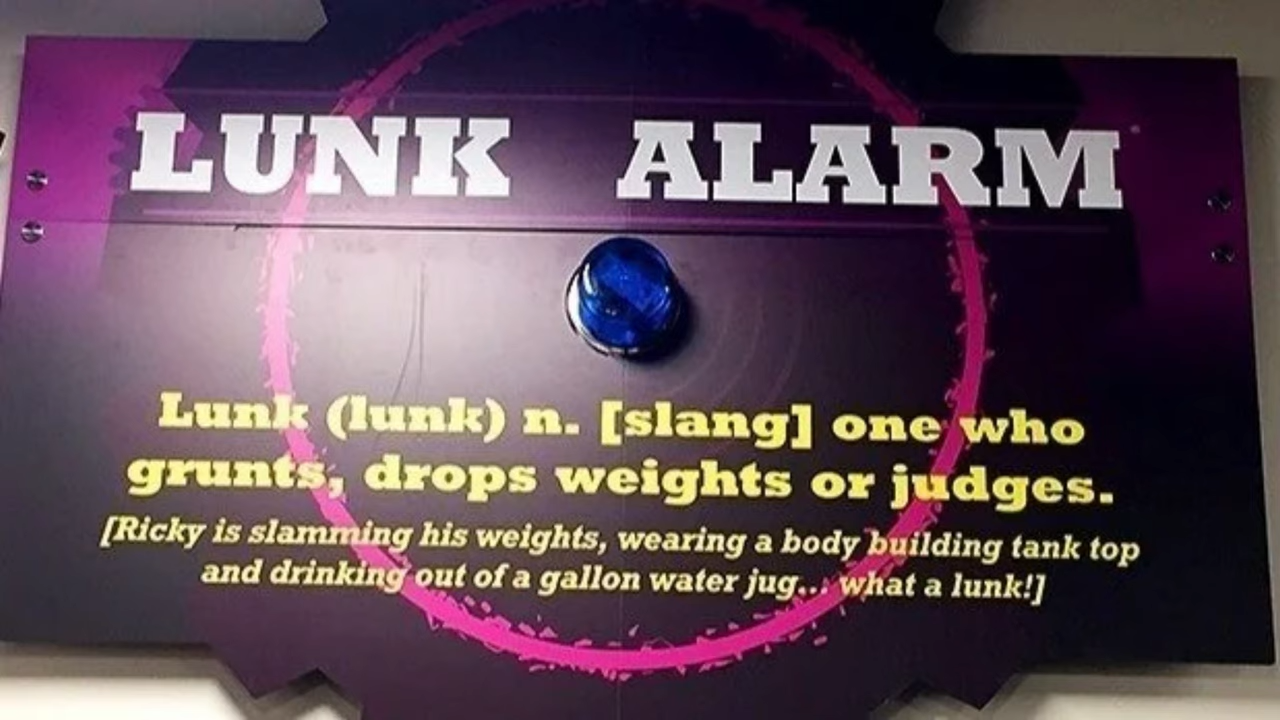 LUNK ALARM
Lunk (lunk) n. [slang] one who
grunts, drops weights or judges.
[Ricky is slamming his weights, wearing a body building tank top
and drinking out of a gallon water jug... what a lunk!]